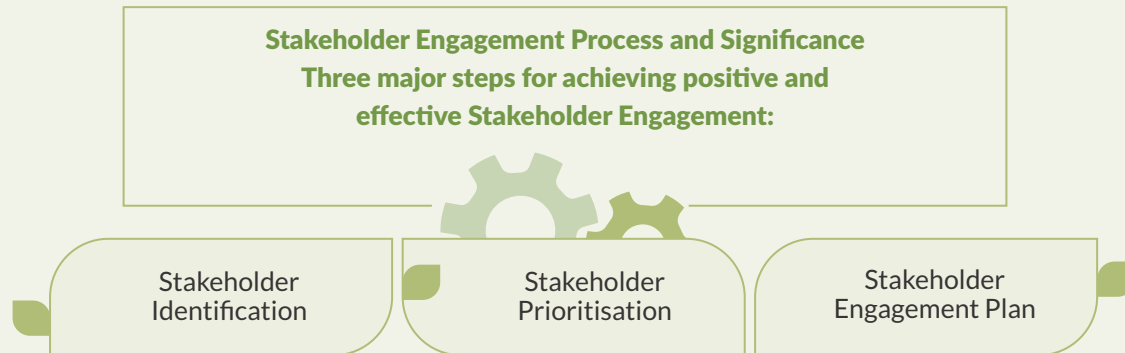 Stakeholder Engagement Process and Significance
Three major steps for achieving positive and
effective Stakeholder Engagement:
Stakeholder
Identification
Stakeholder
Prioritisation
Stakeholder
Engagement Plan